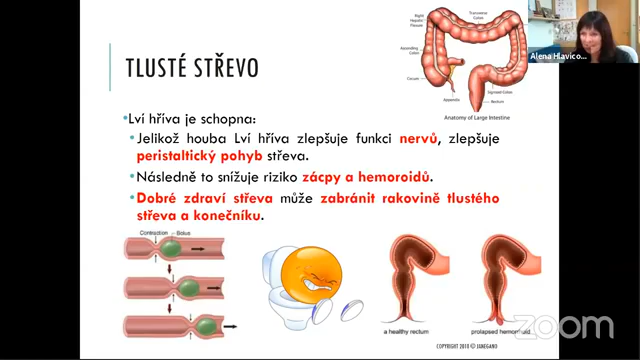 TLUSTÉ STŘEVO
Right
Hepatic
Flexure
Transverse
Colon
Ascending
Colon
Cecum
Appendix
Sigmoid Colon
Rectum
Anatomy of Large Intestine
Alena Hlavico...
•Lví hříva je schopna:
•Jelikož houba Lví hříva zlepšuje funkci nervů, zlepšuje
peristaltický pohyb střeva.
•Následně to snižuje riziko zácpy a hemoroidů.
•Dobré zdraví střeva může zabránit rakovině tlustého
střeva a konečníku.
Contraction
Bolus
a healthy rectum
prolapsed hemorrhoid
COPYRIGHT 2018 © JANEGANO
zoom